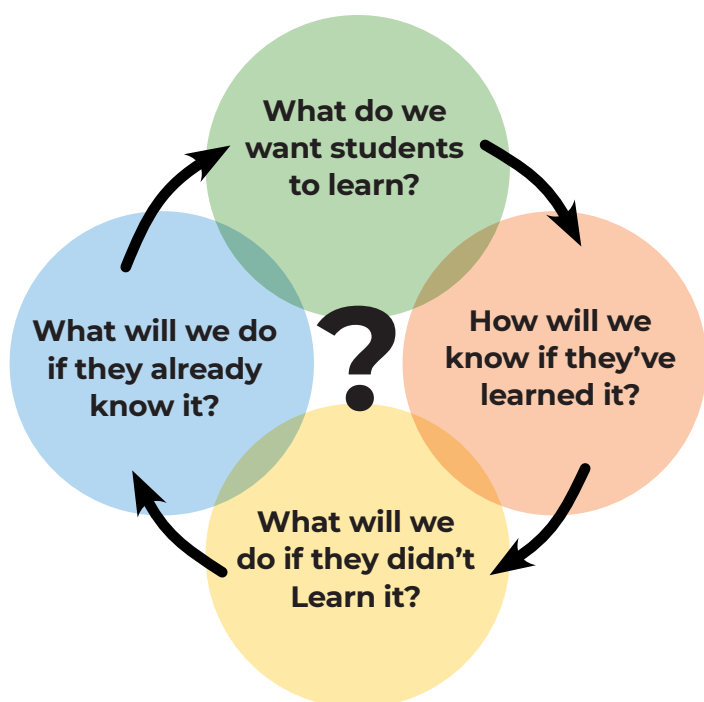 What do we
want students
to learn?
How will we
know if they've
learned it?
What will we
do if they didn't
Learn it?
What will we do
if they already
know it?
?